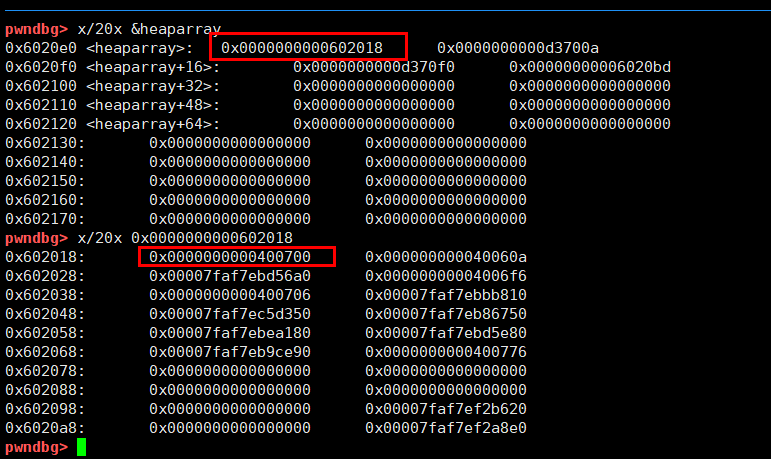 pwndbg> x/20x &heaparray
0x6020e0 <heaparray>: 0x0000000000602018 0x0000000000d3700a
0x6020f0 <heaparray+16>: 0x0000000000d370f0 0x00000000006020bd
0x602100 <heaparray+32>: 0x0000000000000000 0x0000000000000000
0x602110 <heaparray+48>: 0x0000000000000000 0x0000000000000000
0x602120 <heaparray+64>: 0x0000000000000000 0x0000000000000000
0x602130: 0x0000000000000000 0x0000000000000000
0x602140: 0x0000000000000000 0x0000000000000000
0x602150: 0x0000000000000000 0x0000000000000000
0x602160: 0x0000000000000000 0x0000000000000000
0x602170: 0x0000000000000000 0x0000000000000000
pwndbg> x/20x 0x0000000000602018
0x602018: 0x0000000000400700 0x000000000040060a
0x602028: 0x00007faf7ebd56a0 0x00000000004006f6
0x602038: 0x0000000000400706 0x00007faf7ebbb810
0x602048: 0x00007faf7ec5d350 0x00007faf7eb86750
0x602058: 0x00007faf7ebea180 0x00007faf7ebd5e80
0x602068: 0x00007faf7eb9ce90 0x0000000000400776
0x602078: 0x0000000000000000 0x0000000000000000
0x602088: 0x0000000000000000 0x0000000000000000
0x602098: 0x0000000000000000 0x00007faf7ef2b620
0x6020a8: 0x0000000000000000 0x00007faf7ef2a8e0
pwndbg>